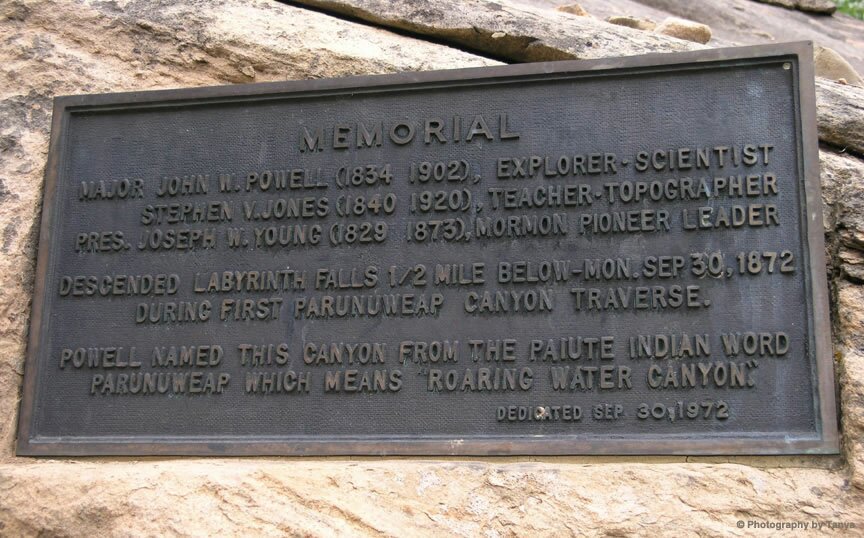 MEMORIAL
MAJOR JOHN W. POWELL (1834 1902), EXPLORER-SCIENTIST
STEPHEN V. JONES (1840 1920), TEACHER-TOPOGRAPHER
PRES. JOSEPH W. YOUNG (1829 1873), MORMON PIONEER LEADER
DESCENDED LABYRINTH FALLS 1/2 MILE BELOW-MON. SEP 30, 1872
DURING FIRST PARUNUWEAP CANYON TRAVERSE.
POWELL NAMED THIS CANYON FROM THE PAIUTE INDIAN WORD
PARUNUWEAP WHICH MEANS "ROARING WATER CANYON."
DEDICATED SEP 30, 1972
© Photography by Tanya